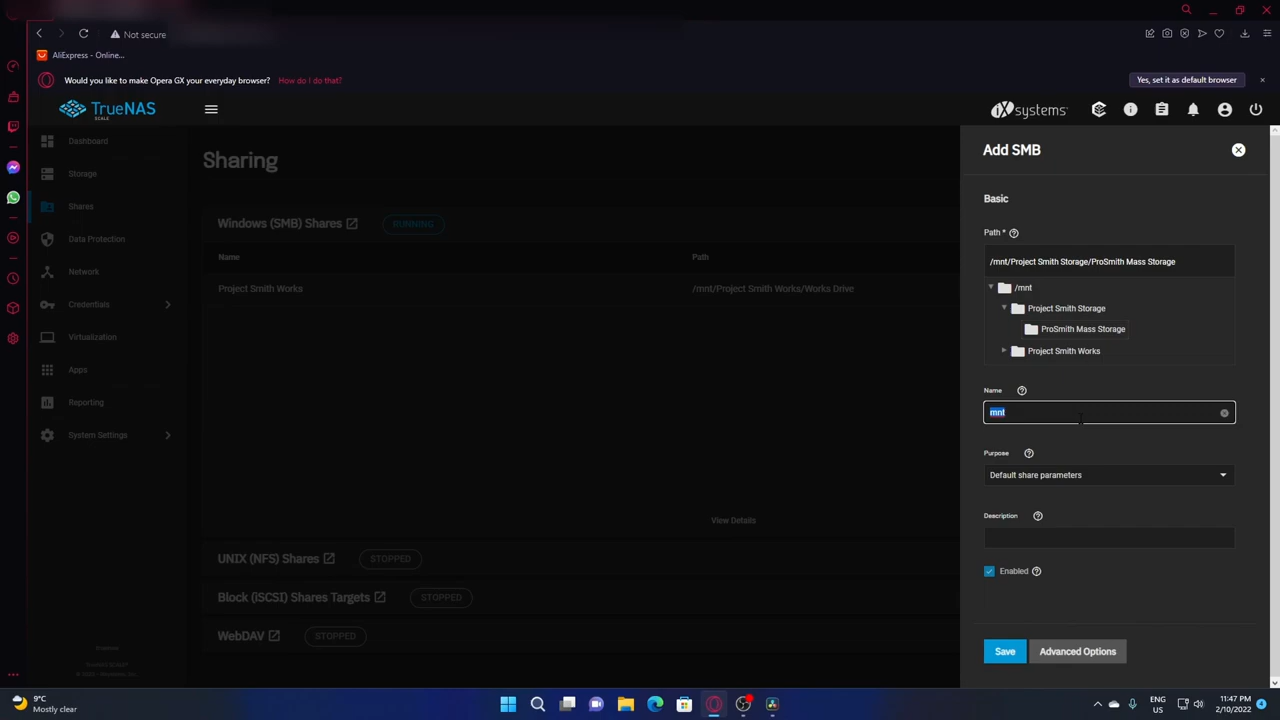 Not secure
AliExpress - Online...
Would you like to make Opera GX your everyday browser? How do I do that?
Yes, set it as default browser
TrueNAS
SCALE
iXsystems
Dashboard
Storage
Shares
Data Protection
Network
Credentials
Virtualization
Apps
Reporting
System Settings
Sharing
Windows (SMB) Shares
RUNNING
Name
Path
Project Smith Works
/mnt/Project Smith Works/Works Drive
View Details
UNIX (NFS) Shares
STOPPED
Block (iSCSI) Shares Targets
STOPPED
WebDAV
STOPPED
Add SMB
Basic
Path *
/mnt/Project Smith Storage/ProSmith Mass Storage
/mnt
Project Smith Storage
ProSmith Mass Storage
Project Smith Works
Name
mnt
Purpose
Default share parameters
Description
Enabled
Save
Advanced Options
9°C
Mostly clear
ENG
US
11:47 PM
2/10/2022
4